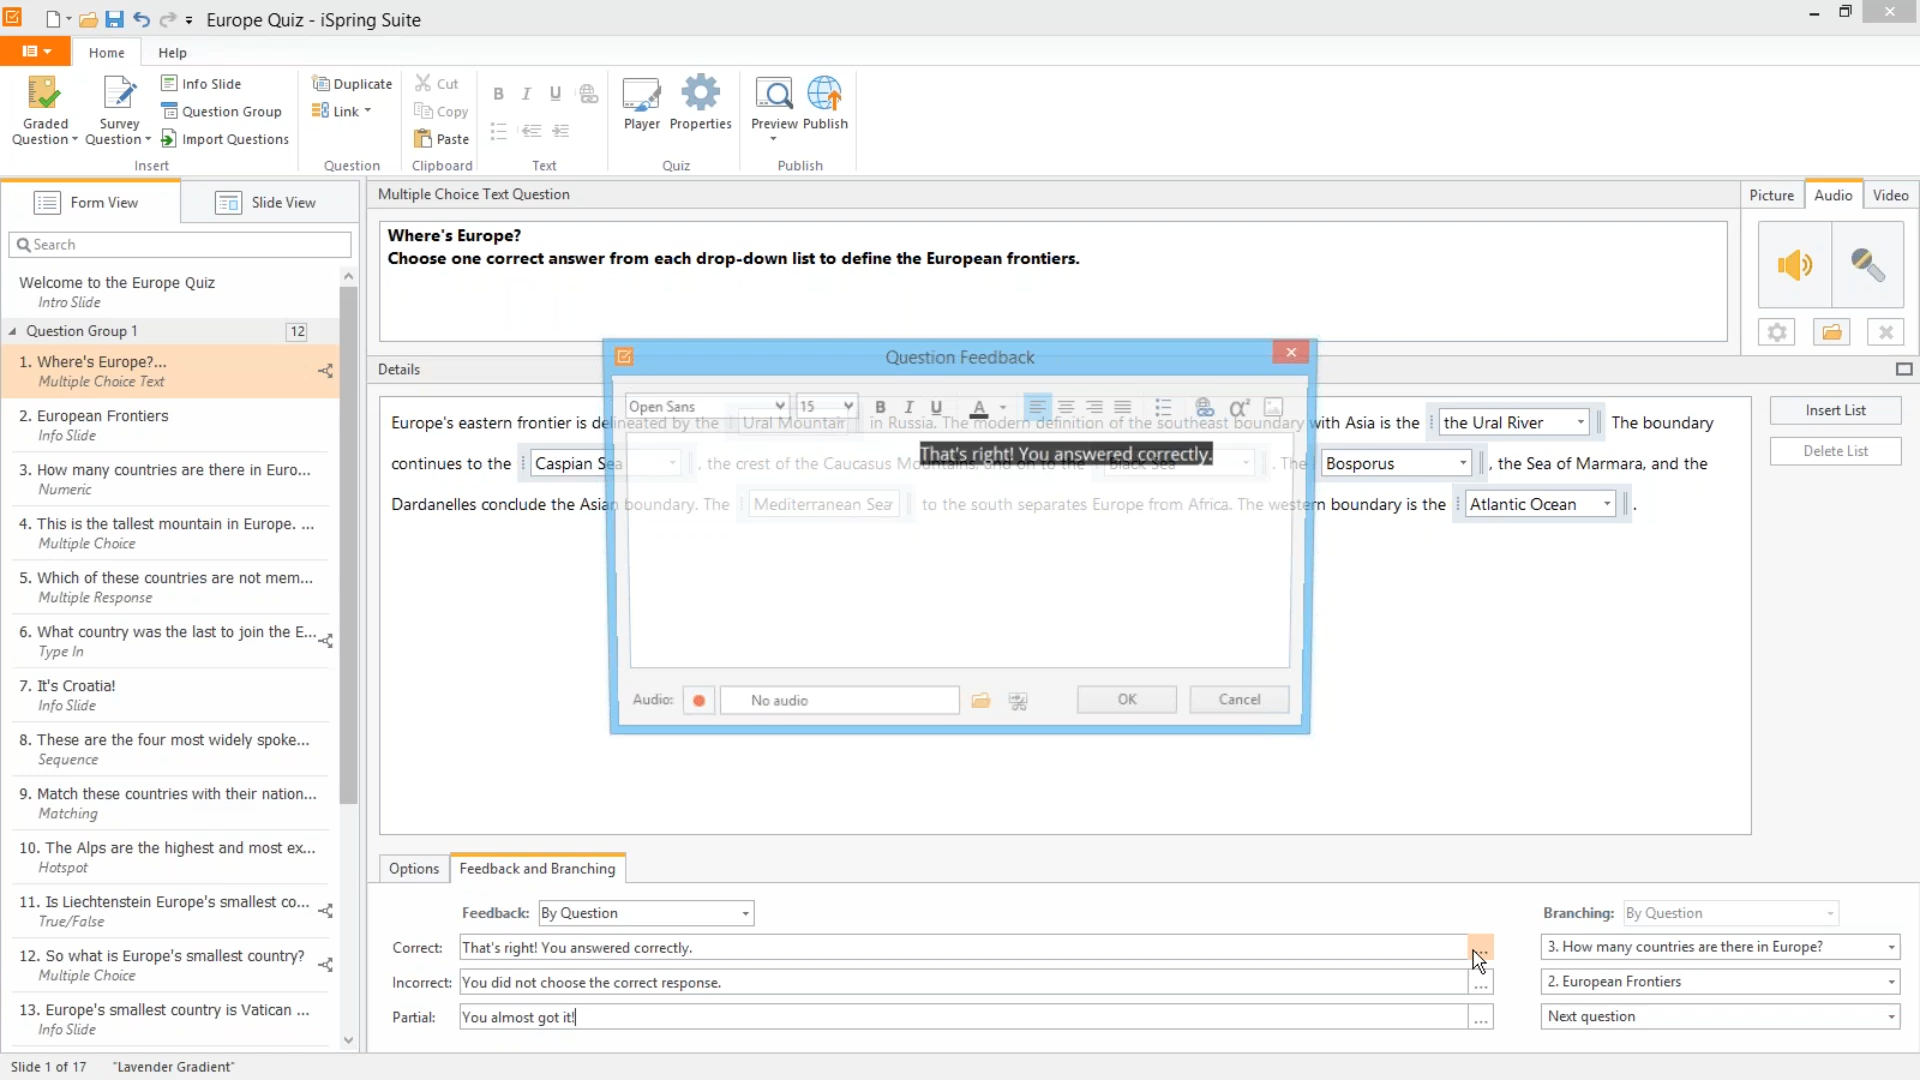 Europe Quiz - iSpring Suite
Home
Help
Graded Question
Survey Question
Info Slide
Question Group
Import Questions
Insert
Duplicate
Link
Question
Cut
Copy
Paste
Clipboard
B I U
Text
Player
Properties
Quiz
Preview
Publish
Publish
Form View
Slide View
Search
Welcome to the Europe Quiz
Intro Slide
Question Group 1
12
1. Where's Europe?...
Multiple Choice Text
2. European Frontiers
Info Slide
3. How many countries are there in Euro...
Numeric
4. This is the tallest mountain in Europe. ...
Multiple Choice
5. Which of these countries are not mem...
Multiple Response
6. What country was the last to join the E...
Type In
7. It's Croatia!
Info Slide
8. These are the four most widely spoke...
Sequence
9. Match these countries with their nation...
Matching
10. The Alps are the highest and most ex...
Hotspot
11. Is Liechtenstein Europe's smallest co...
True/False
12. So what is Europe's smallest country?
Multiple Choice
13. Europe's smallest country is Vatican ...
Info Slide
Slide 1 of 17
"Lavender Gradient"
Multiple Choice Text Question
Where's Europe?
Choose one correct answer from each drop-down list to define the European frontiers.
Picture
Audio
Video
Details
Europe's eastern frontier is delineated by the Ural Mountain in Russia. The modern definition of the southeast boundary with Asia is the the Ural River The boundary
continues to the Caspian Sea , the crest of the Caucasus Mountains, and on to the Black Sea . The Bosporus , the Sea of Marmara, and the
Dardanelles conclude the Asian boundary. The Mediterranean Sear to the south separates Europe from Africa. The western boundary is the Atlantic Ocean .
Insert List
Delete List
Question Feedback
Open Sans
15
B I U A α²
That's right! You answered correctly.
Audio:
No audio
OK
Cancel
Options
Feedback and Branching
Feedback: By Question
Branching: By Question
Correct: That's right! You answered correctly. ...
3. How many countries are there in Europe?
Incorrect: You did not choose the correct response. ...
2. European Frontiers
Partial: You almost got it! ...
Next question